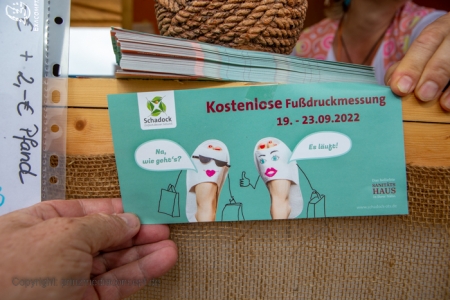 € + 2,-€ Pfand
Schadock
Kostenlose Fußdruckmessung
19. - 23.09.2022
Na,
wie geht's?
Es läuft!
SANITÄTS
HAUS